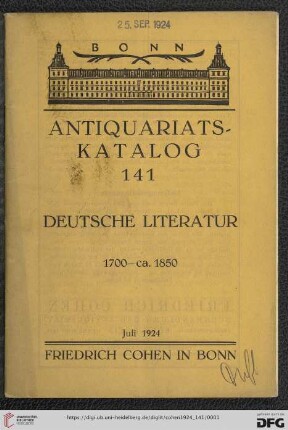 25. SEP. 1924
BONN
ANTIQUARIATS-
KATALOG
141
DEUTSCHE LITERATUR
1700—ca. 1850
Juli 1924
FRIEDRICH COHEN IN BONN
https://digi.ub.uni-heidelberg.de/diglit/cohen1924_141/0001
DFG